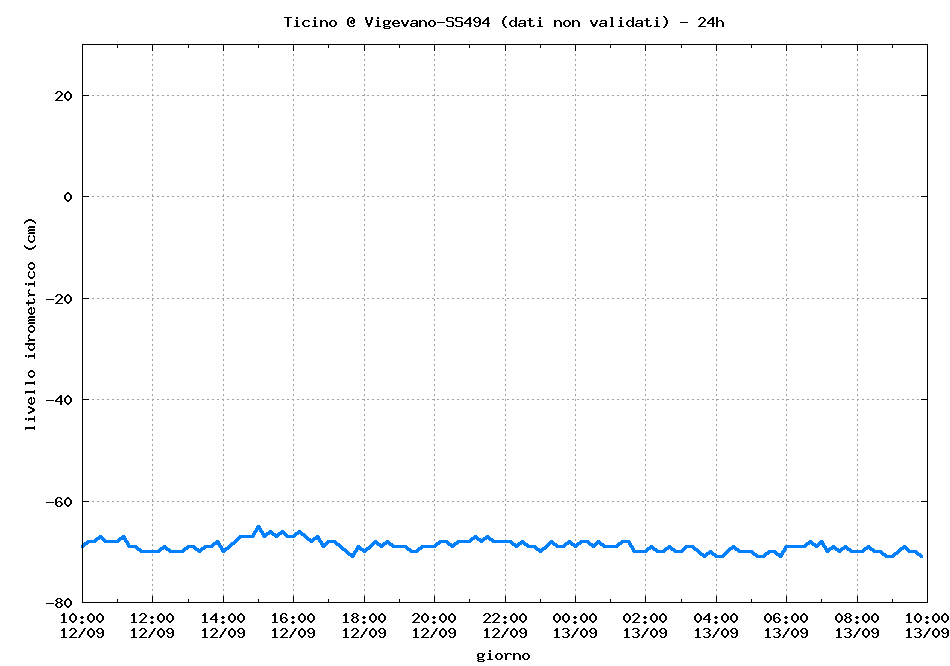 Ticino @ Vigevano-SS494 (dati non validati) - 24h
livello idrometrico (cm)
20
0
-20
-40
-60
-80
10:00 12:00 14:00 16:00 18:00 20:00 22:00 00:00 02:00 04:00 06:00 08:00 10:00
12/09 12/09 12/09 12/09 12/09 12/09 12/09 13/09 13/09 13/09 13/09 13/09 13/09
giorno